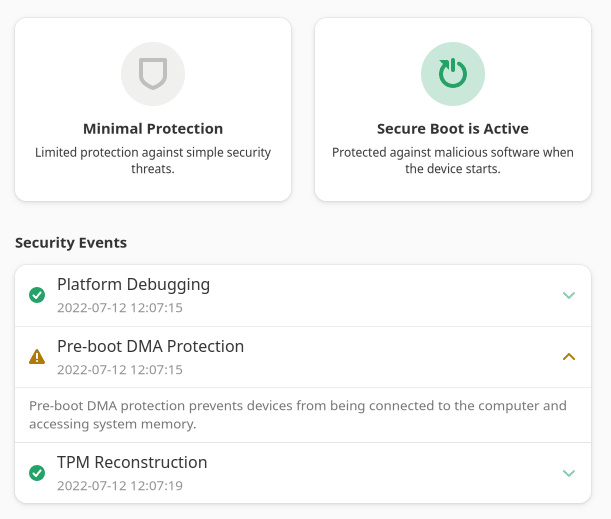 Minimal Protection
Limited protection against simple security
threats.
Secure Boot is Active
Protected against malicious software when
the device starts.
Security Events
Platform Debugging
2022-07-12 12:07:15
Pre-boot DMA Protection
2022-07-12 12:07:15
Pre-boot DMA protection prevents devices from being connected to the computer and
accessing system memory.
TPM Reconstruction
2022-07-12 12:07:19